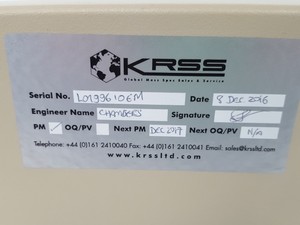 KRSS
Global Mass Spec Sales & Service
Serial No. L02996106M Date 8 Dec 2016
Engineer Name CHAMBERS Signature
PM OQ/PV Next PM DEC 2017 Next OQ/PV N/A
Telephone: +44 (0)161 2410040 Fax: +44 (0)161 2410041 Email: sales@krssltd.com
www.krssltd.com